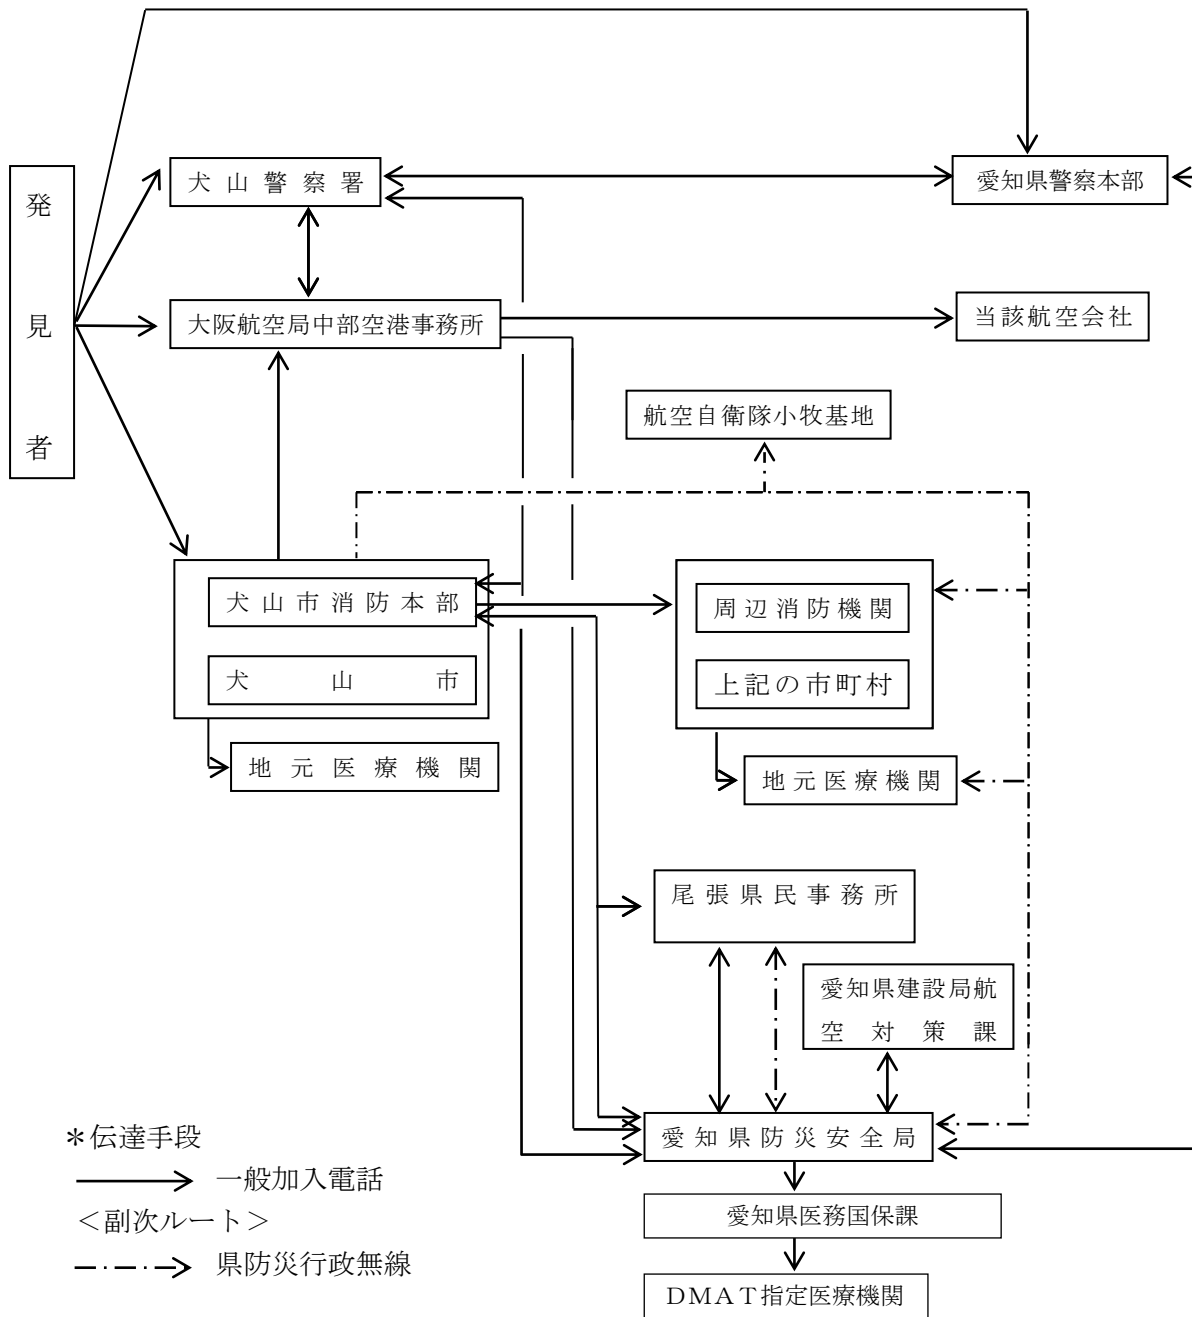 発見者
犬山警察署
愛知県警察本部
大阪航空局中部空港事務所
当該航空会社
航空自衛隊小牧基地
犬山市消防本部
犬山市
地元医療機関
周辺消防機関
上記の市町村
地元医療機関
尾張県民事務所
愛知県建設局航
空対策課
愛知県防災安全局
愛知県医務国保課
DMAT指定医療機関
＊伝達手段
一般加入電話
＜副次ルート＞
県防災行政無線